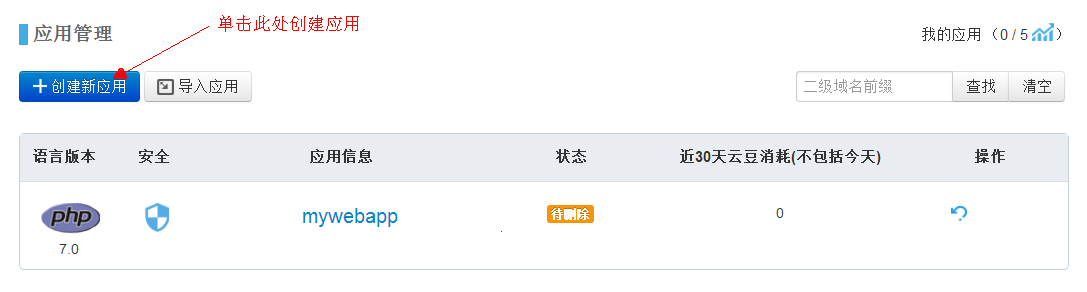 单击此处创建应用
应用管理
我的应用（0 / 5 ）
创建新应用 导入应用 二级域名前缀 查找 清空
语言版本 安全 应用信息 状态 近30天云豆消耗(不包括今天) 操作
php mywebapp 待删除 0
7.0